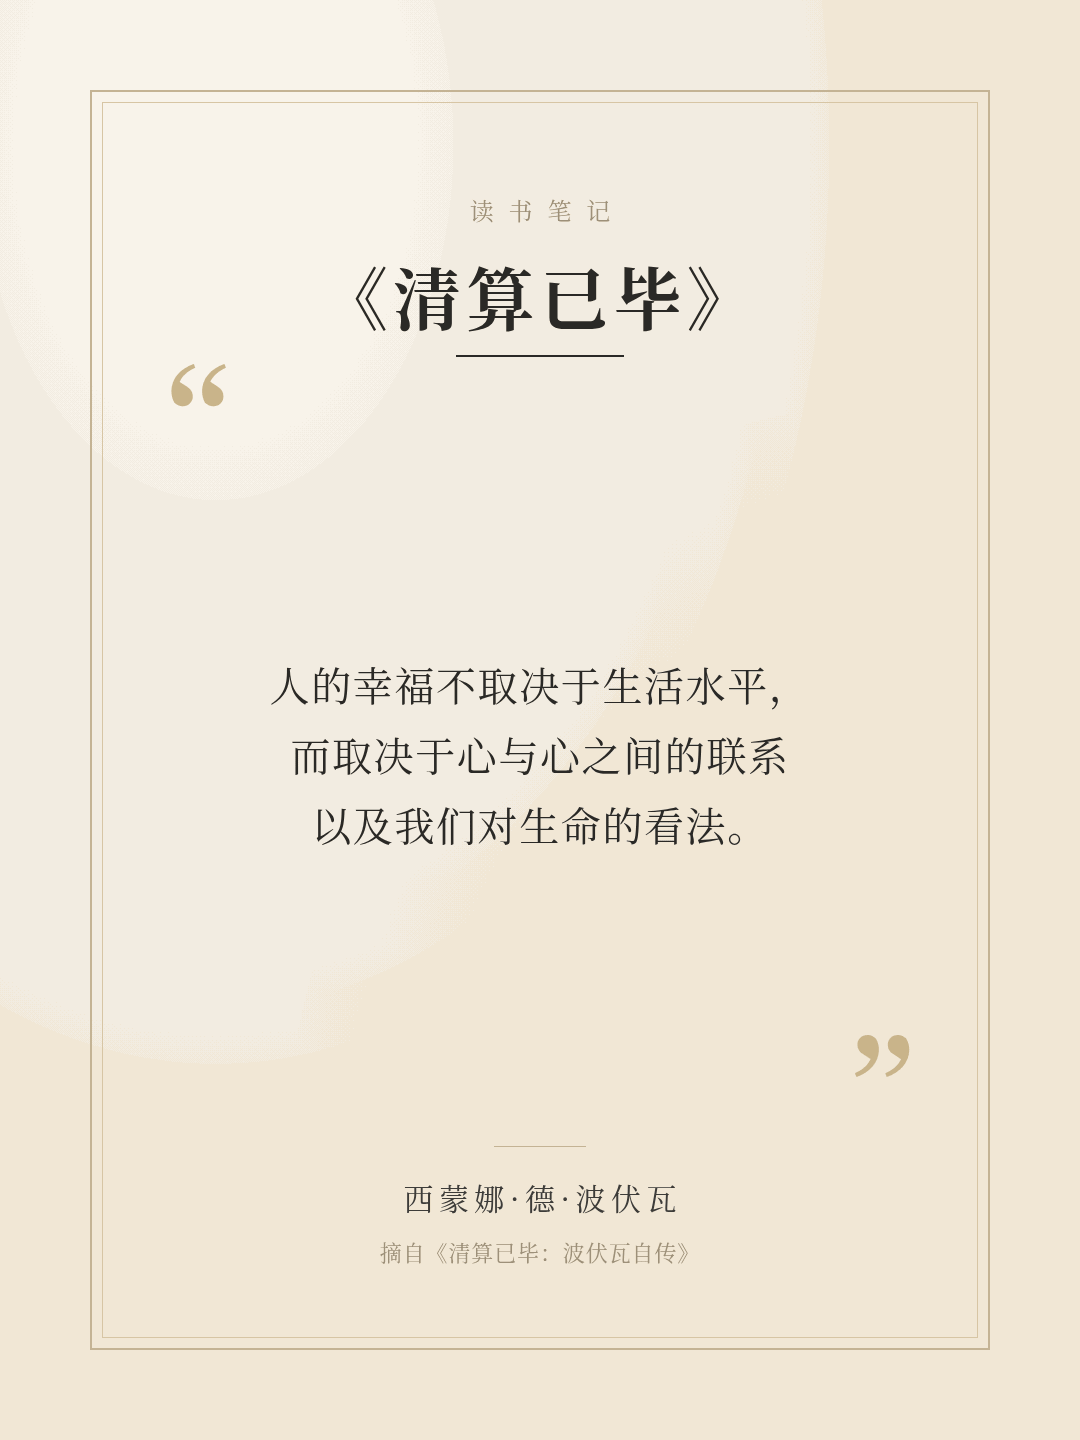 读书笔记
《清算已毕》
“
人的幸福不取决于生活水平，
而取决于心与心之间的联系
以及我们对生命的看法。
”
西蒙娜·德·波伏瓦
摘自《清算已毕：波伏瓦自传》